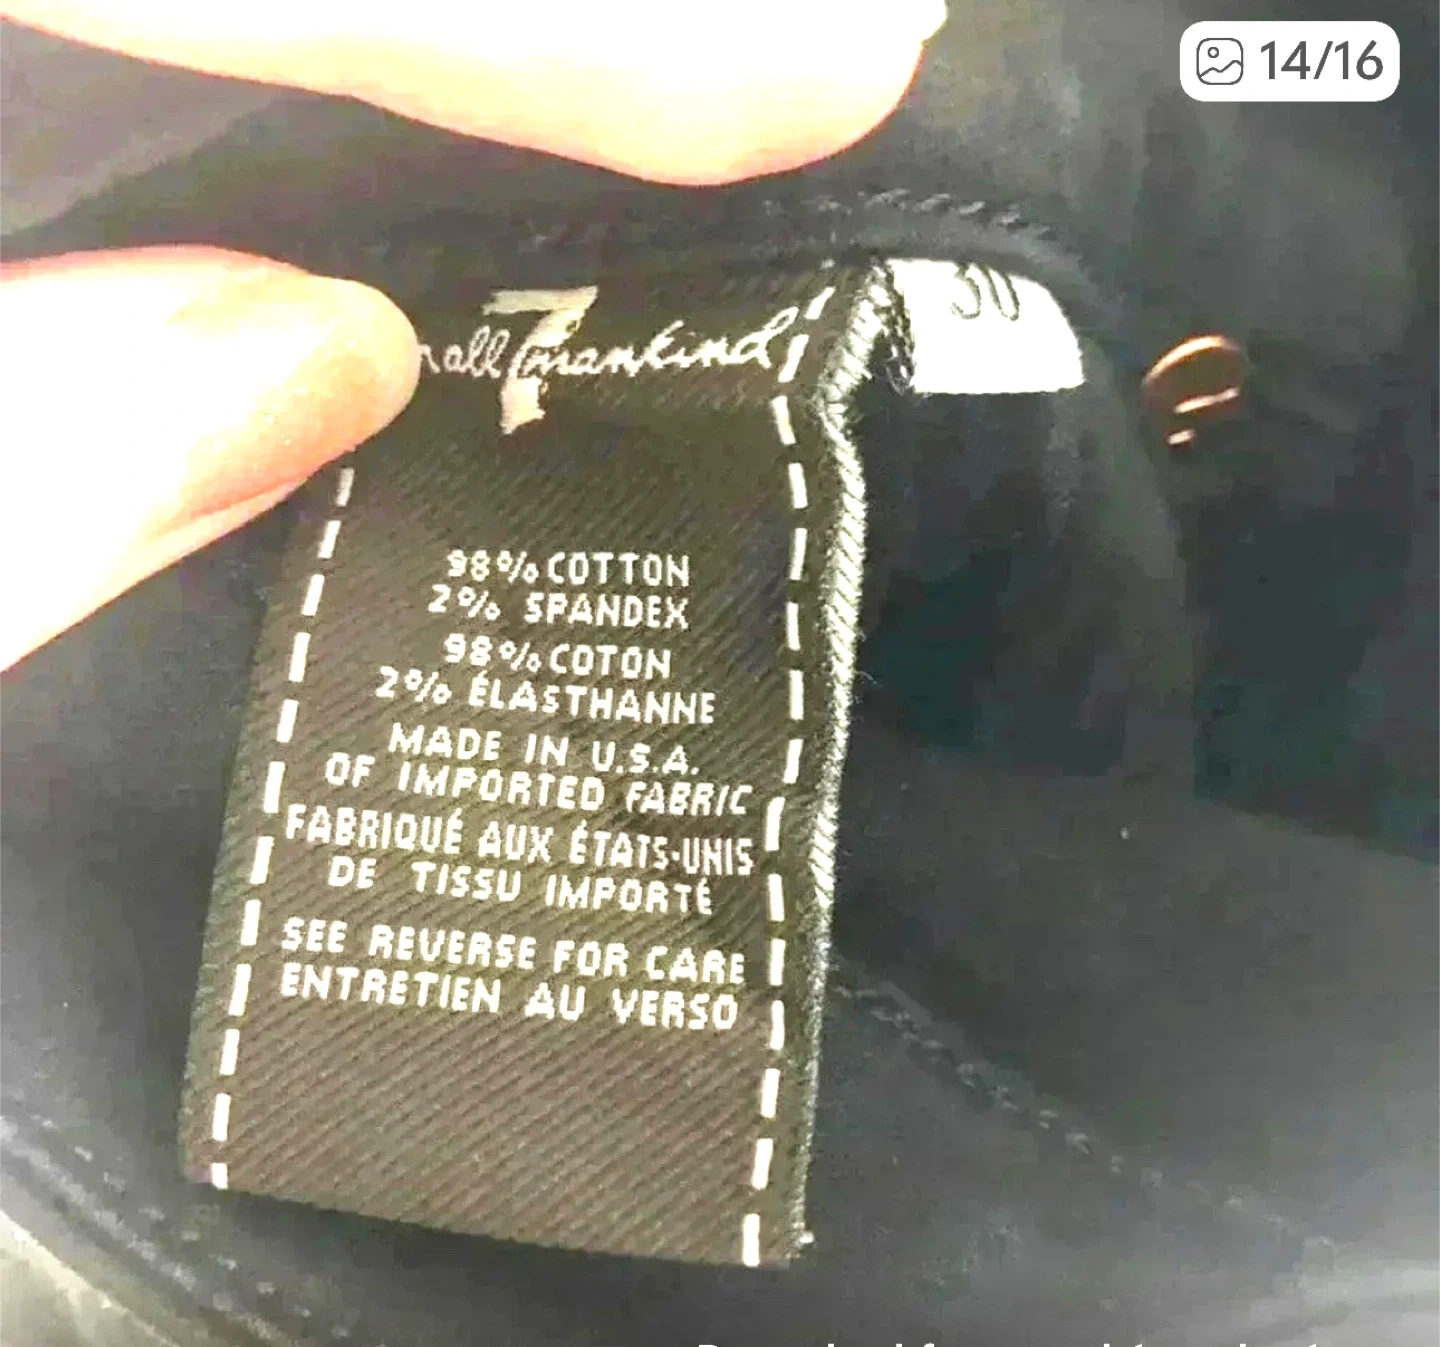 14/16
30
7
all mankind
98% COTTON
2% SPANDEX
98% COTON
2% ÉLASTHANNE
MADE IN U.S.A.
OF IMPORTED FABRIC
FABRIQUÉ AUX ÉTATS-UNIS
DE TISSU IMPORTÉ
SEE REVERSE FOR CARE
ENTRETIEN AU VERSO